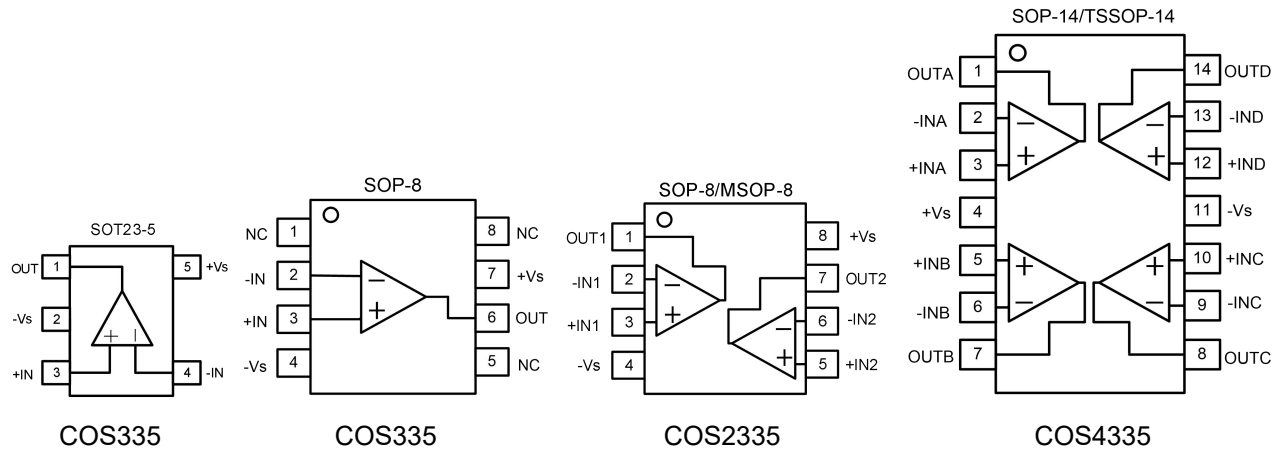 SOT23-5
OUT 1 5 +Vs
-Vs 2
+IN 3 4 -IN
COS335
SOP-8
NC 1 8 NC
-IN 2 7 +Vs
+IN 3 6 OUT
-Vs 4 5 NC
COS335
SOP-8/MSOP-8
OUT1 1 8 +Vs
-IN1 2 7 OUT2
+IN1 3 6 -IN2
-Vs 4 5 +IN2
COS2335
SOP-14/TSSOP-14
OUTA 1 14 OUTD
-INA 2 13 -IND
+INA 3 12 +IND
+Vs 4 11 -Vs
+INB 5 10 +INC
-INB 6 9 -INC
OUTB 7 8 OUTC
COS4335